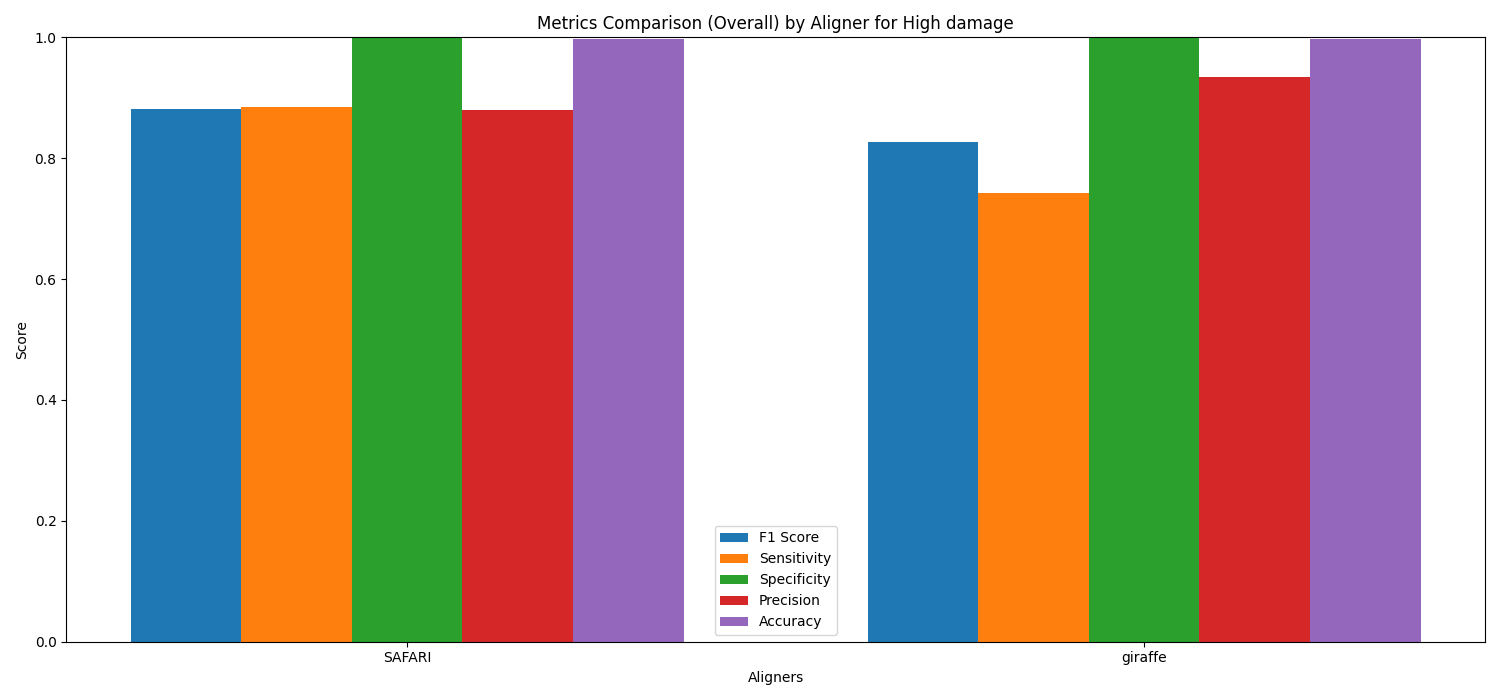 Metrics Comparison (Overall) by Aligner for High damage
1.0
0.8
0.6
0.4
0.2
0.0
Score
F1 Score
Sensitivity
Specificity
Precision
Accuracy
SAFARI
giraffe
Aligners